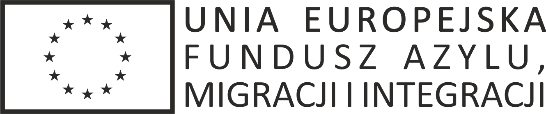 UNIA EUROPEJSKA
FUNDUSZ AZYLU,
MIGRACJI I INTEGRACJI